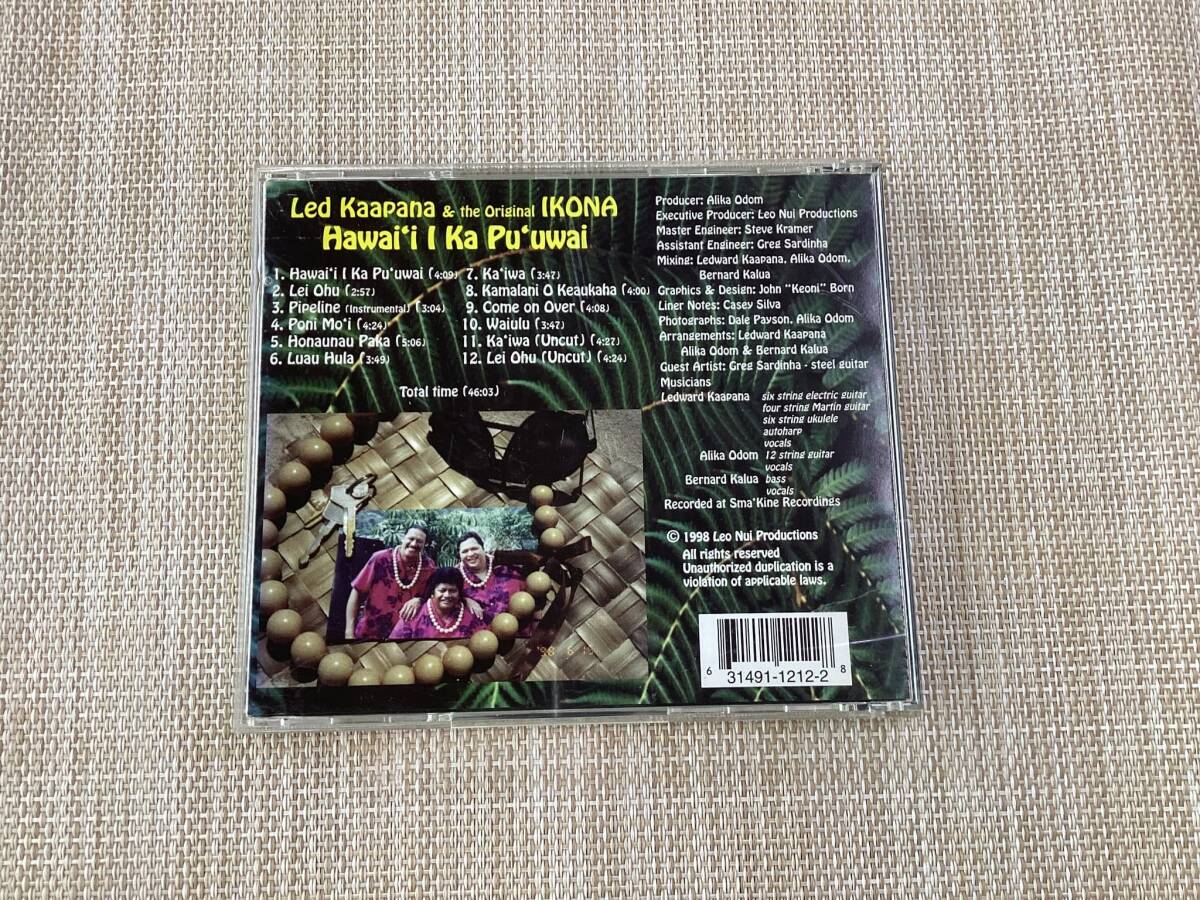 Led Kaapana & the Original IKONA
Hawai‘i I Ka Pu‘uwai
1. Hawai‘i I Ka Pu‘uwai (4:09)
2. Lei Ohu (2:57)
3. Pipeline (Instrumental) (3:04)
4. Poni Mo‘i (4:24)
5. Honaunau Paka (5:06)
6. Luau Hula (3:49)
7. Ka‘iwa (3:47)
8. Kamalani O Keaukaha (4:00)
9. Come on Over (4:08)
10. Waiulu (3:47)
11. Ka‘iwa (Uncut) (4:27)
12. Lei Ohu (Uncut) (4:24)
Total time (46:03)
Producer: Alika Odom
Executive Producer: Leo Nui Productions
Master Engineer: Steve Kramer
Assistant Engineer: Greg Sardinha
Mixing: Ledward Kaapana, Alika Odom,
Bernard Kalua
Graphics & Design: John "Keoni" Born
Liner Notes: Casey Silva
Photographs: Dale Payson, Alika Odom
Arrangements: Ledward Kaapana
Alika Odom & Bernard Kalua
Guest Artist: Greg Sardinha - steel guitar
Musicians
Ledward Kaapana six string electric guitar
four string Martin guitar
six string ukulele
autoharp
vocals
Alika Odom 12 string guitar
vocals
Bernard Kalua bass
vocals
Recorded at Sma‘Kine Recordings
© 1998 Leo Nui Productions
All rights reserved
Unauthorized duplication is a
violation of applicable laws.
6 31491-1212-2 8